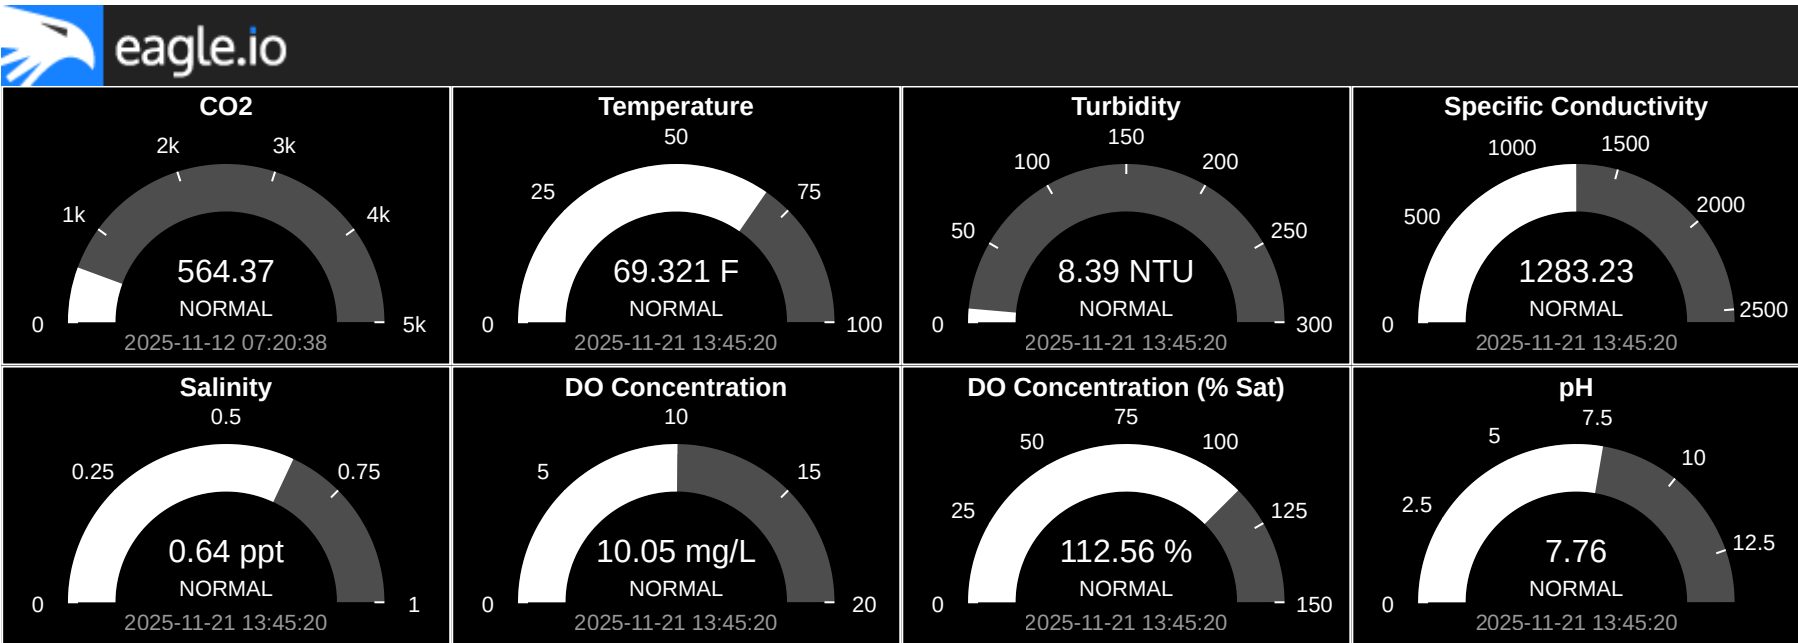 eagle.io
CO2
0
1k
2k
3k
4k
5k
564.37
NORMAL
2025-11-12 07:20:38
Temperature
0
25
50
75
100
69.321 F
NORMAL
2025-11-21 13:45:20
Turbidity
0
50
100
150
200
250
300
8.39 NTU
NORMAL
2025-11-21 13:45:20
Specific Conductivity
0
500
1000
1500
2000
2500
1283.23
NORMAL
2025-11-21 13:45:20
Salinity
0
0.25
0.5
0.75
1
0.64 ppt
NORMAL
2025-11-21 13:45:20
DO Concentration
0
5
10
15
20
10.05 mg/L
NORMAL
2025-11-21 13:45:20
DO Concentration (% Sat)
0
25
50
75
100
125
150
112.56 %
NORMAL
2025-11-21 13:45:20
pH
0
2.5
5
7.5
10
12.5
7.76
NORMAL
2025-11-21 13:45:20